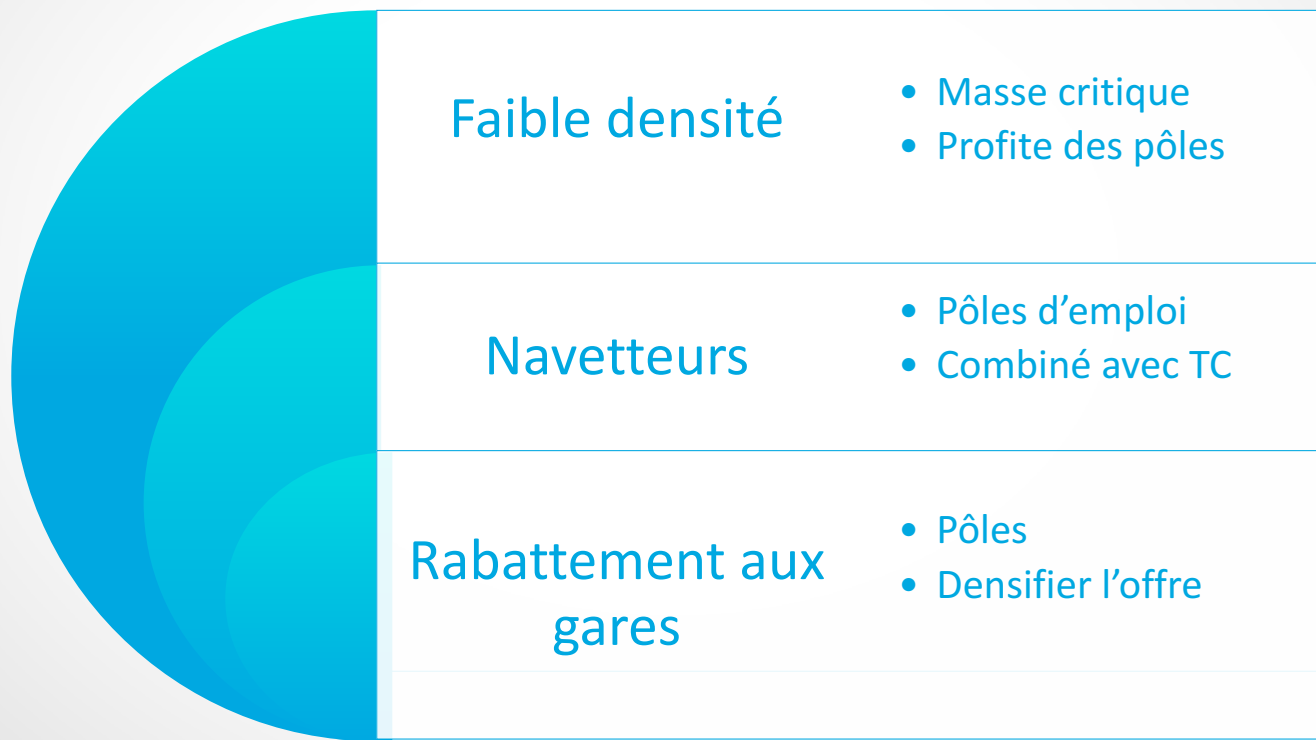 Faible densité
• Masse critique
• Profite des pôles
Navetteurs
• Pôles d’emploi
• Combiné avec TC
Rabattement aux
gares
• Pôles
• Densifier l’offre